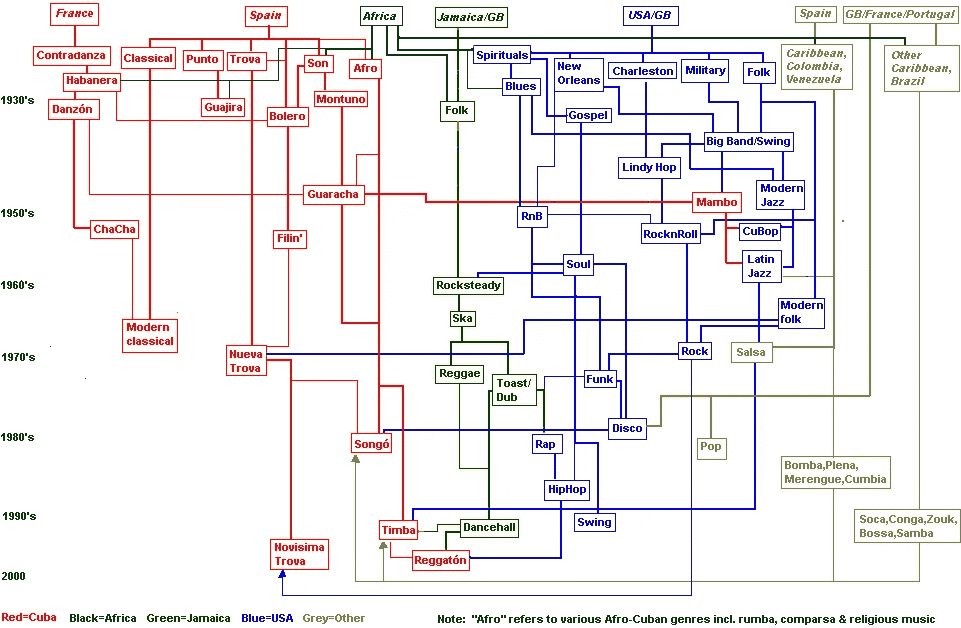 France
Spain
Africa
Jamaica/GB
USA/GB
Spain
GB/France/Portugal
Contradanza
Classical
Punto
Trova
Son
Afro
Spirituals
New
Orleans
Charleston
Military
Folk
Caribbean,
Colombia,
Venezuela
Other
Caribbean,
Brazil
Habanera
Blues
1930's
Danzón
Guajira
Montuno
Bolero
Folk
Gospel
Big Band/Swing
Lindy Hop
Guaracha
Mambo
Modern
Jazz
1950's
ChaCha
Filin'
RnB
RocknRoll
CuBop
Soul
Latin
Jazz
1960's
Rocksteady
Modern
folk
Ska
Modern
classical
1970's
Nueva
Trova
Rock
Salsa
Reggae
Toast/
Dub
Funk
1980's
Songó
Rap
Disco
Pop
Bomba,Plena,
Merengue,Cumbia
HipHop
1990's
Timba
Dancehall
Swing
Soca,Conga,Zouk,
Bossa,Samba
Novisima
Trova
Reggatón
2000
Red=Cuba Black=Africa Green=Jamaica Blue=USA Grey=Other
Note: "Afro" refers to various Afro-Cuban genres incl. rumba, comparsa & religious music